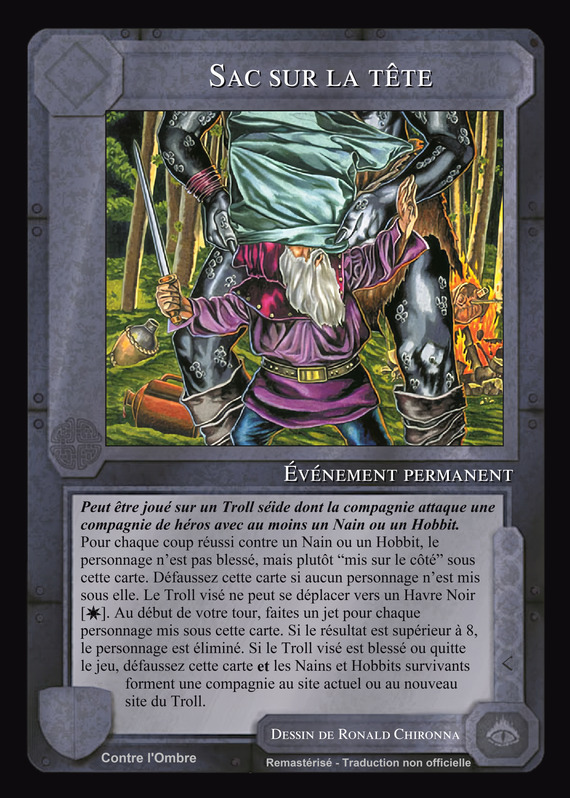 Sac sur la tête
Événement permanent
Peut être joué sur un Troll séide dont la compagnie attaque une
compagnie de héros avec au moins un Nain ou un Hobbit.
Pour chaque coup réussi contre un Nain ou un Hobbit, le
personnage n'est pas blessé, mais plutôt “mis sur le côté” sous
cette carte. Défaussez cette carte si aucun personnage n'est mis
sous elle. Le Troll visé ne peut se déplacer vers un Havre Noir
[✷]. Au début de votre tour, faites un jet pour chaque
personnage mis sous cette carte. Si le résultat est supérieur à 8,
le personnage est éliminé. Si le Troll visé est blessé ou quitte
le jeu, défaussez cette carte et les Nains et Hobbits survivants
forment une compagnie au site actuel ou au nouveau
site du Troll.
Dessin de Ronald Chironna
Contre l'Ombre
Remastérisé - Traduction non officielle